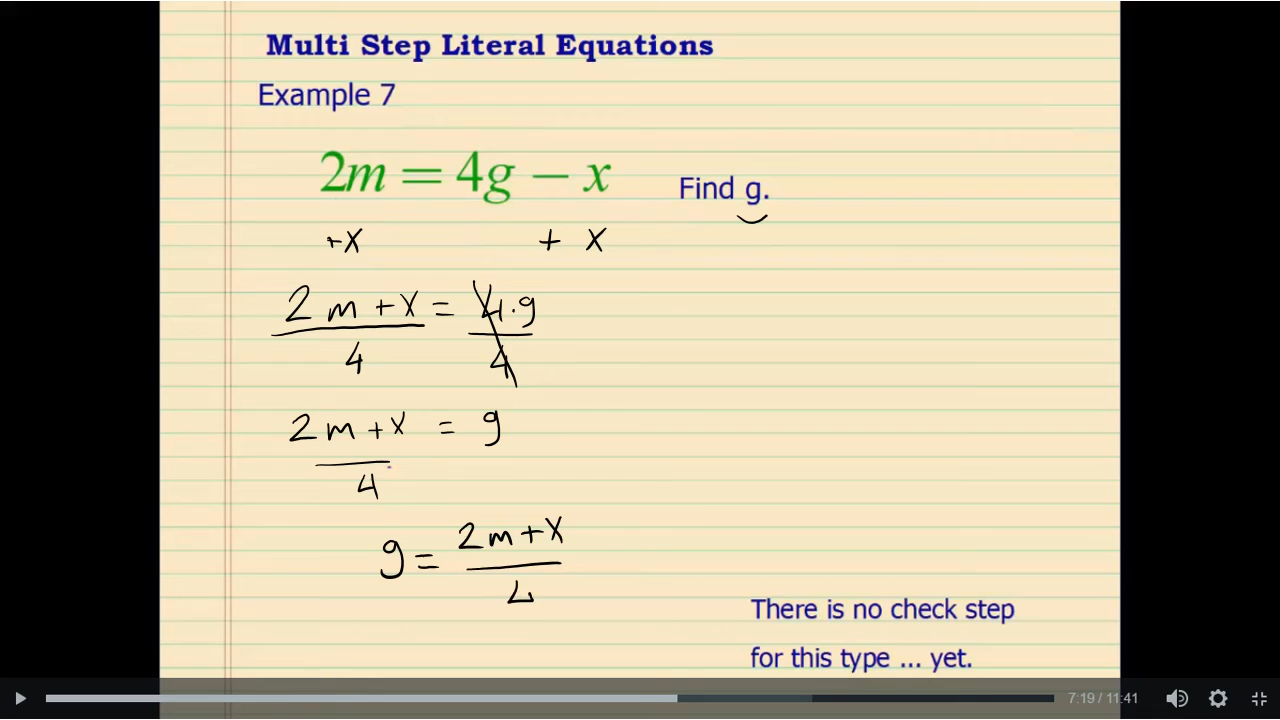 Multi Step Literal Equations
Example 7
2m = 4g − x
Find g.
+x + x
2m + x = 4·g
4 4
2m + x = g
4
g = 2m + x
4
There is no check step
for this type ... yet.
7:19 / 11:41